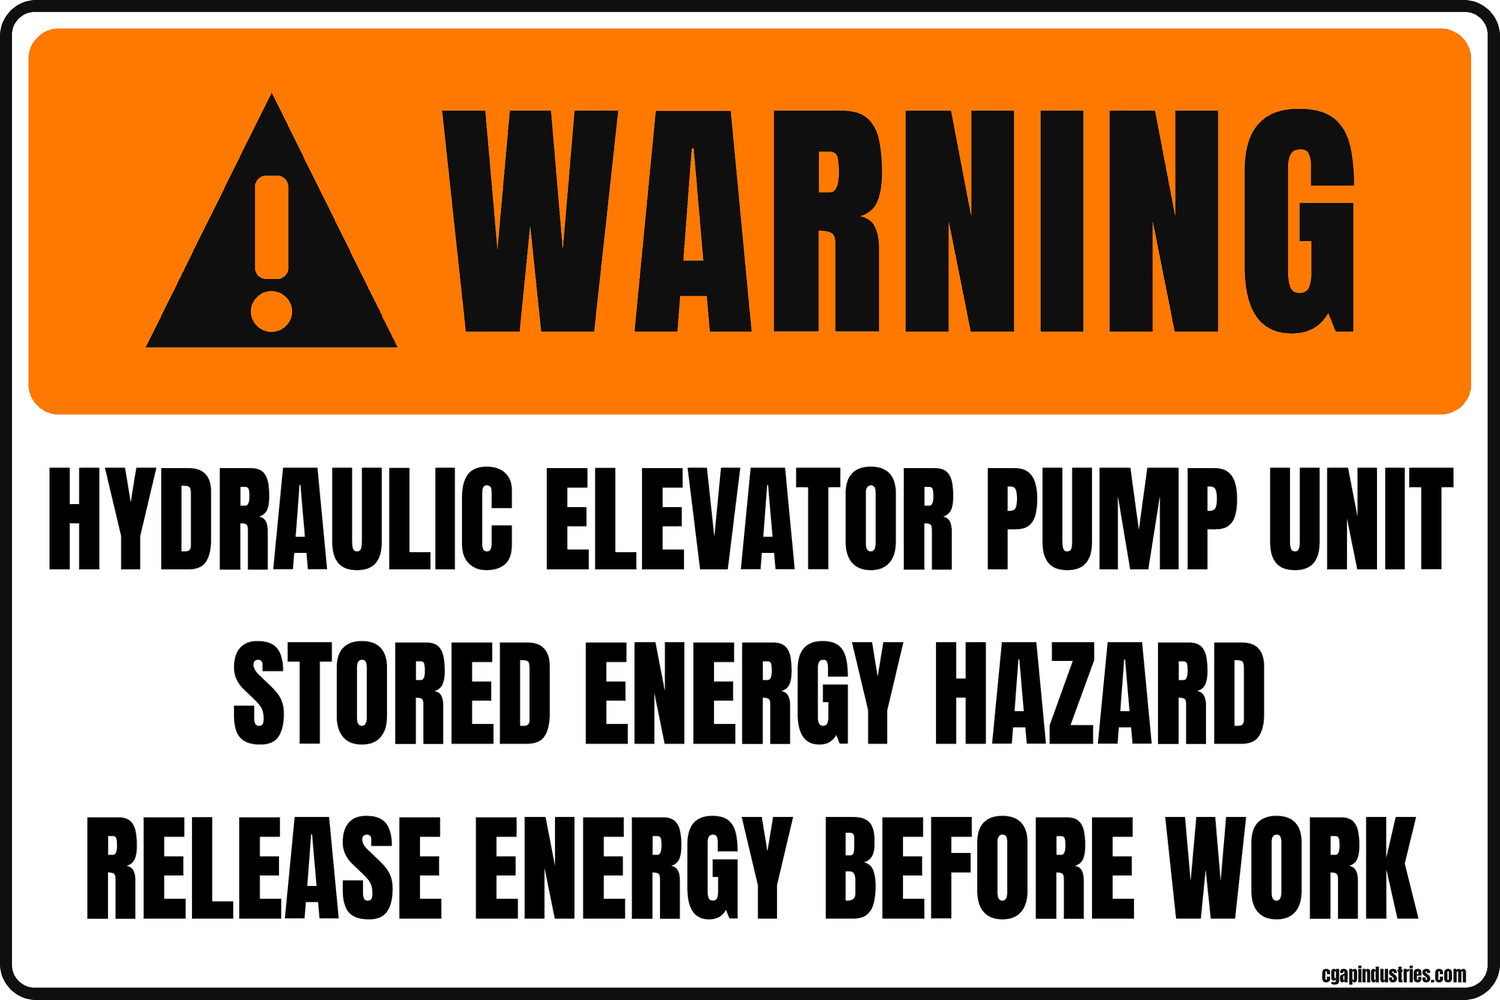 WARNING
HYDRAULIC ELEVATOR PUMP UNIT
STORED ENERGY HAZARD
RELEASE ENERGY BEFORE WORK
cgapindustries.com